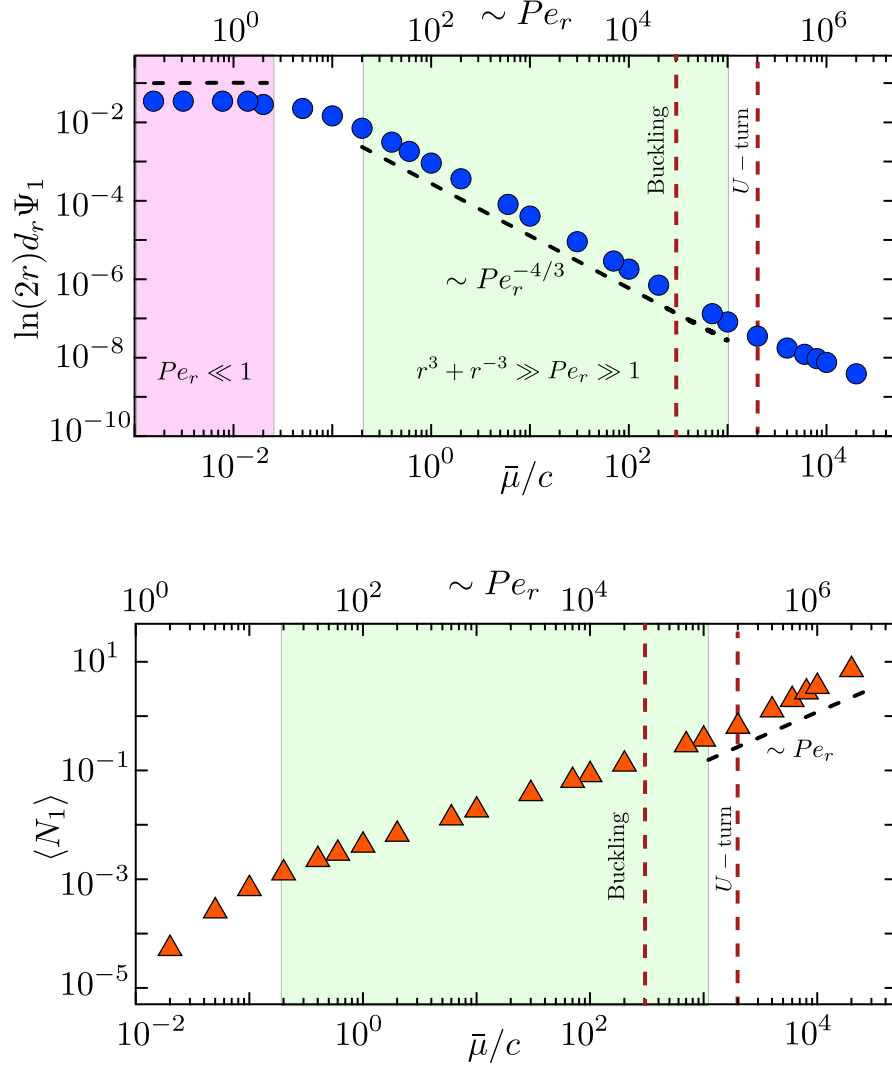 ∼ Pe_r
10^0 10^2 10^4 10^6
ln(2r)d_r Ψ_1
10^{-2}
10^{-4}
10^{-6}
10^{-8}
10^{-10}
Buckling
U − turn
∼ Pe_r^{-4/3}
Pe_r ≪ 1
r^3 + r^{-3} ≫ Pe_r ≫ 1
10^{-2} 10^0 10^2 10^4
μ̄/c
∼ Pe_r
10^0 10^2 10^4 10^6
⟨N_1⟩
10^1
10^{-1}
10^{-3}
10^{-5}
∼ Pe_r
Buckling
U − turn
10^{-2} 10^0 10^2 10^4
μ̄/c